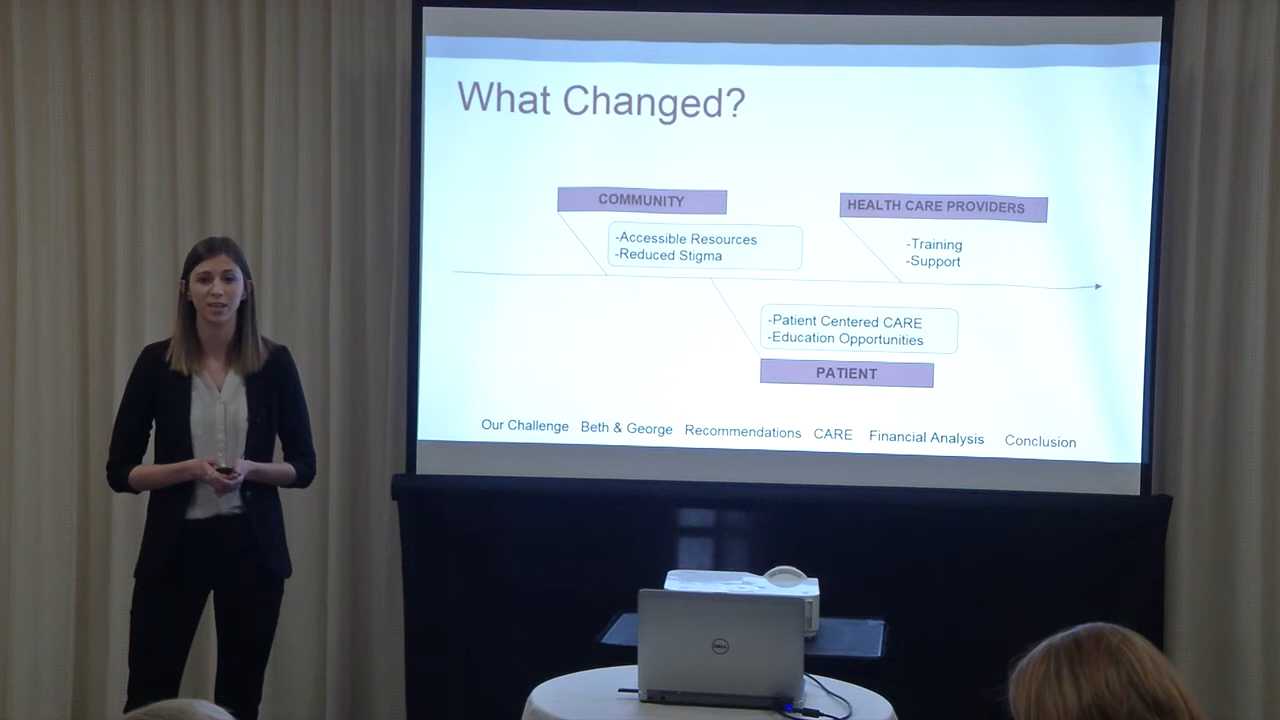 What Changed?
COMMUNITY
-Accessible Resources
-Reduced Stigma
HEALTH CARE PROVIDERS
-Training
-Support
-Patient Centered CARE
-Education Opportunities
PATIENT
Our Challenge Beth & George Recommendations CARE Financial Analysis Conclusion
DELL